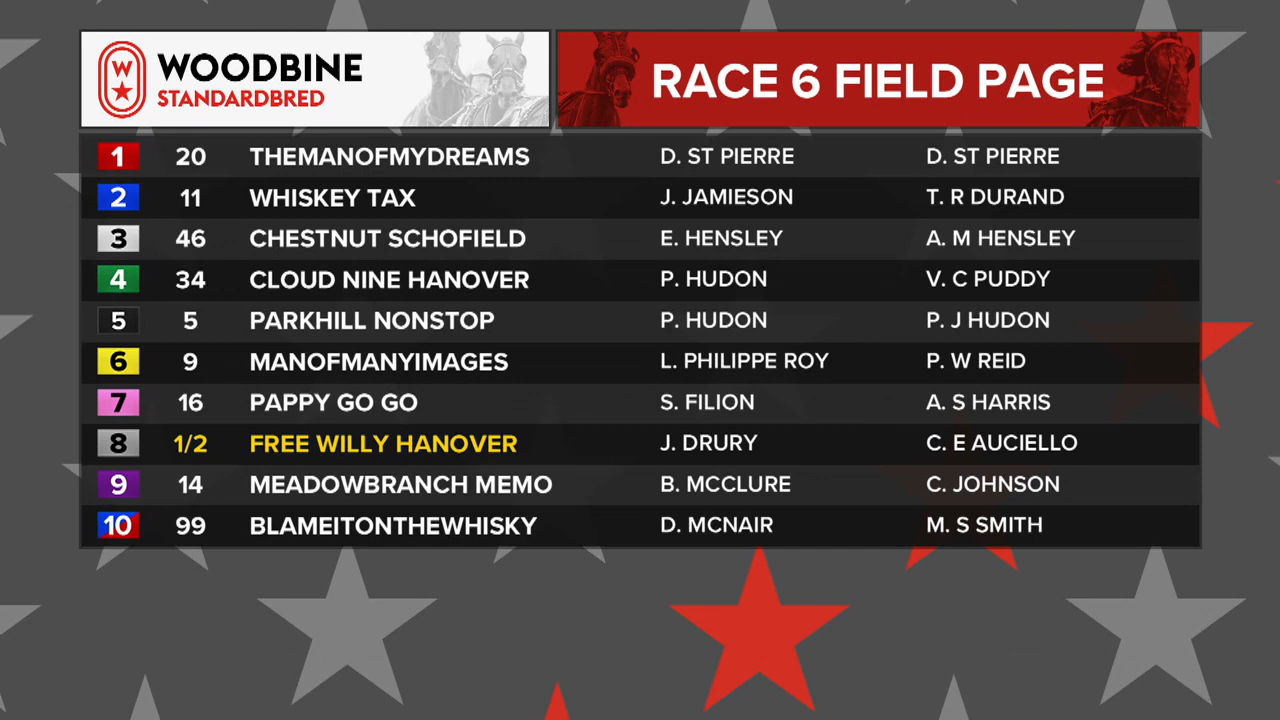 W
WOODBINE
STANDARDBRED
RACE 6 FIELD PAGE
1 20 THEMANOFMYDREAMS D. ST PIERRE D. ST PIERRE
2 11 WHISKEY TAX J. JAMIESON T. R DURAND
3 46 CHESTNUT SCHOFIELD E. HENSLEY A. M HENSLEY
4 34 CLOUD NINE HANOVER P. HUDON V. C PUDDY
5 5 PARKHILL NONSTOP P. HUDON P. J HUDON
6 9 MANOFMANYIMAGES L. PHILIPPE ROY P. W REID
7 16 PAPPY GO GO S. FILION A. S HARRIS
8 1/2 FREE WILLY HANOVER J. DRURY C. E AUCIELLO
9 14 MEADOWBRANCH MEMO B. MCCLURE C. JOHNSON
10 99 BLAMEITONTHEWHISKY D. MCNAIR M. S SMITH